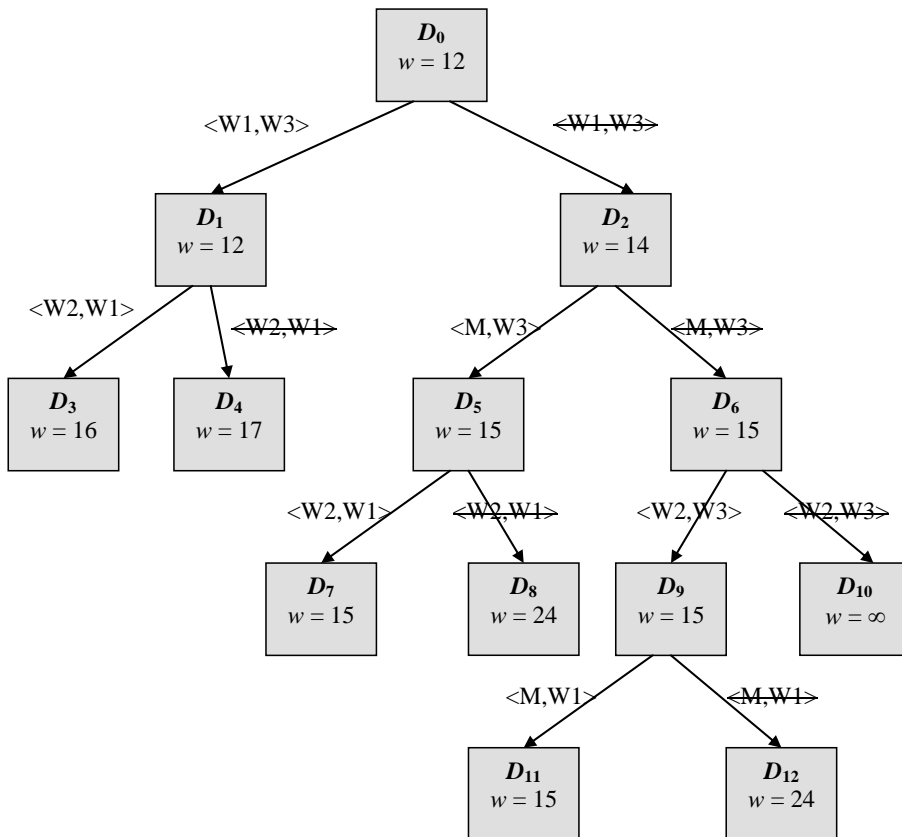 D0
w = 12
<W1,W3> <W1,W3>
D1 D2
w = 12 w = 14
<W2,W1> <W2,W1> <M,W3> <M,W3>
D3 D4 D5 D6
w = 16 w = 17 w = 15 w = 15
<W2,W1> <W2,W1> <W2,W3> <W2,W3>
D7 D8 D9 D10
w = 15 w = 24 w = 15 w = ∞
<M,W1> <M,W1>
D11 D12
w = 15 w = 24